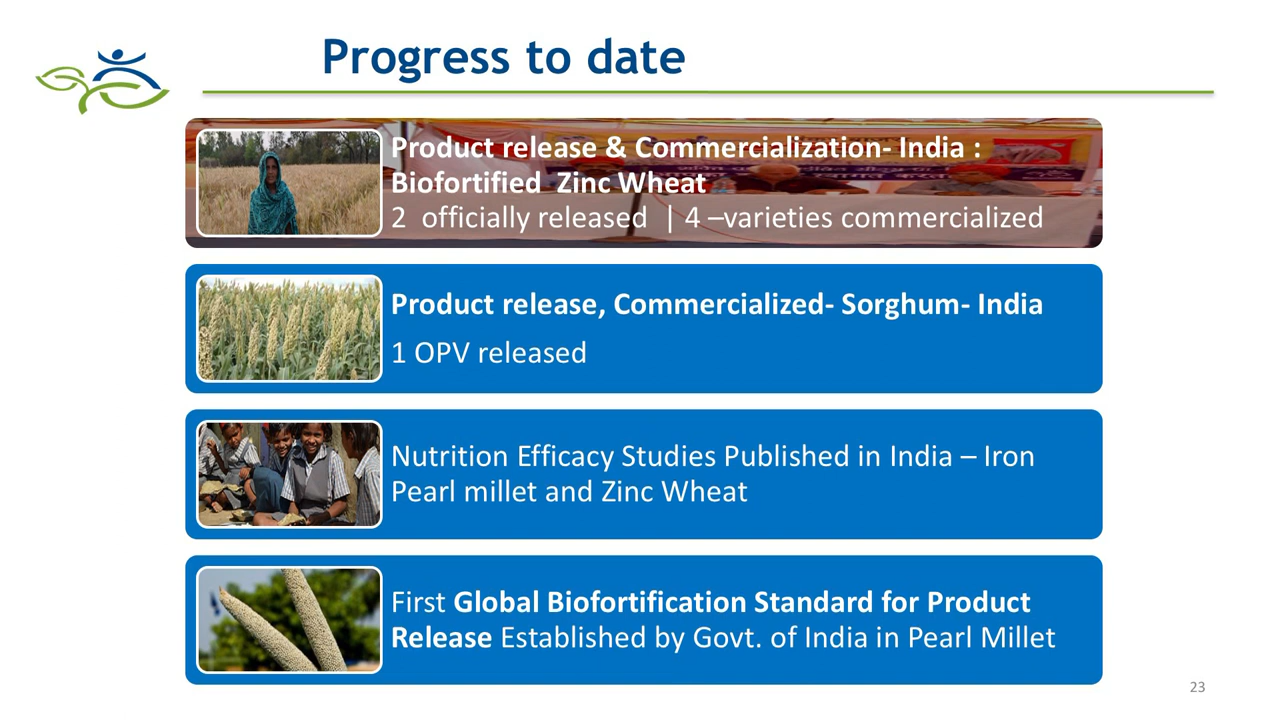 Progress to date
Product release & Commercialization- India :
Biofortified  Zinc Wheat
2  officially released  | 4 –varieties commercialized
Product release, Commercialized- Sorghum- India
1 OPV released
Nutrition Efficacy Studies Published in India – Iron
Pearl millet and Zinc Wheat
First Global Biofortification Standard for Product
Release Established by Govt. of India in Pearl Millet
23